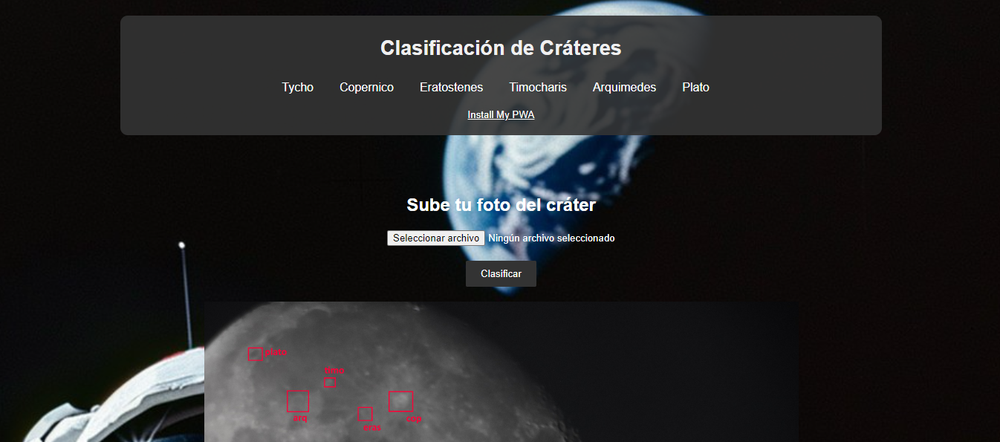 Clasificación de Cráteres
Tycho Copernico Eratostenes Timocharis Arquimedes Plato
Install My PWA
Sube tu foto del cráter
Seleccionar archivo Ningún archivo seleccionado
Clasificar
plato
timo
arq
eras
cop